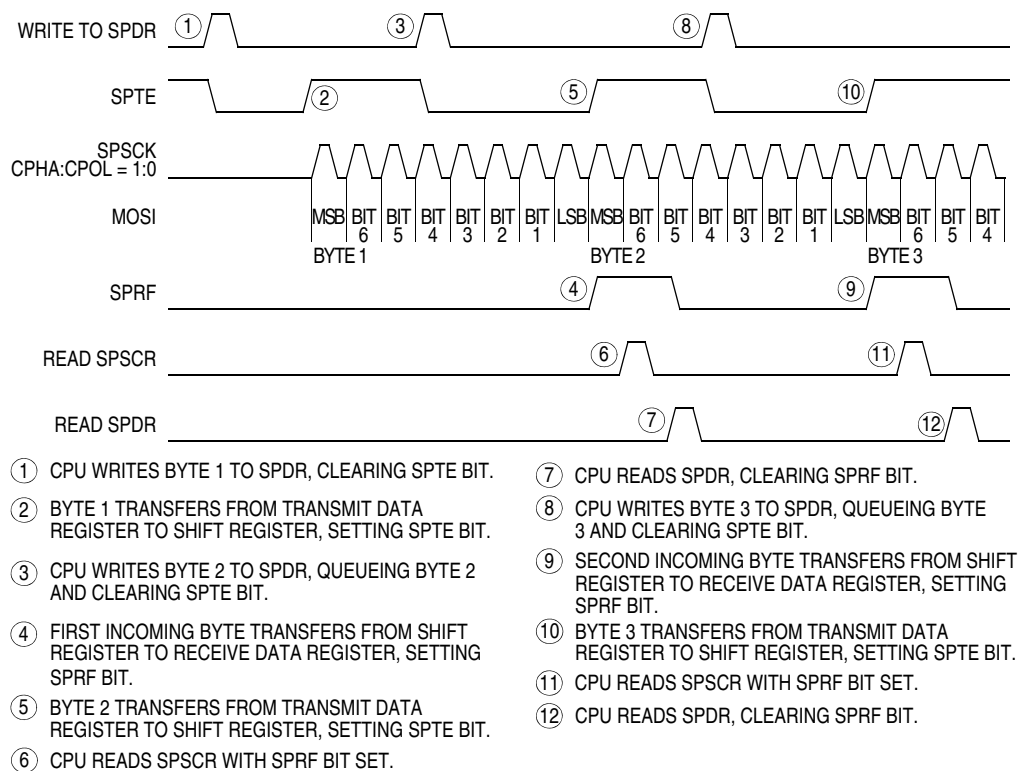 WRITE TO SPDR 1 3 8
SPTE 2 5 10
SPSCK
CPHA:CPOL = 1:0
MOSI MSB BIT 6 BIT 5 BIT 4 BIT 3 BIT 2 BIT 1 LSB MSB BIT 6 BIT 5 BIT 4 BIT 3 BIT 2 BIT 1 LSB MSB BIT 6 BIT 5 BIT 4
BYTE 1 BYTE 2 BYTE 3
SPRF 4 9
READ SPSCR 6 11
READ SPDR 7 12
1 CPU WRITES BYTE 1 TO SPDR, CLEARING SPTE BIT.
2 BYTE 1 TRANSFERS FROM TRANSMIT DATA
REGISTER TO SHIFT REGISTER, SETTING SPTE BIT.
3 CPU WRITES BYTE 2 TO SPDR, QUEUEING BYTE 2
AND CLEARING SPTE BIT.
4 FIRST INCOMING BYTE TRANSFERS FROM SHIFT
REGISTER TO RECEIVE DATA REGISTER, SETTING
SPRF BIT.
5 BYTE 2 TRANSFERS FROM TRANSMIT DATA
REGISTER TO SHIFT REGISTER, SETTING SPTE BIT.
6 CPU READS SPSCR WITH SPRF BIT SET.
7 CPU READS SPDR, CLEARING SPRF BIT.
8 CPU WRITES BYTE 3 TO SPDR, QUEUEING BYTE
3 AND CLEARING SPTE BIT.
9 SECOND INCOMING BYTE TRANSFERS FROM SHIFT
REGISTER TO RECEIVE DATA REGISTER, SETTING
SPRF BIT.
10 BYTE 3 TRANSFERS FROM TRANSMIT DATA
REGISTER TO SHIFT REGISTER, SETTING SPTE BIT.
11 CPU READS SPSCR WITH SPRF BIT SET.
12 CPU READS SPDR, CLEARING SPRF BIT.